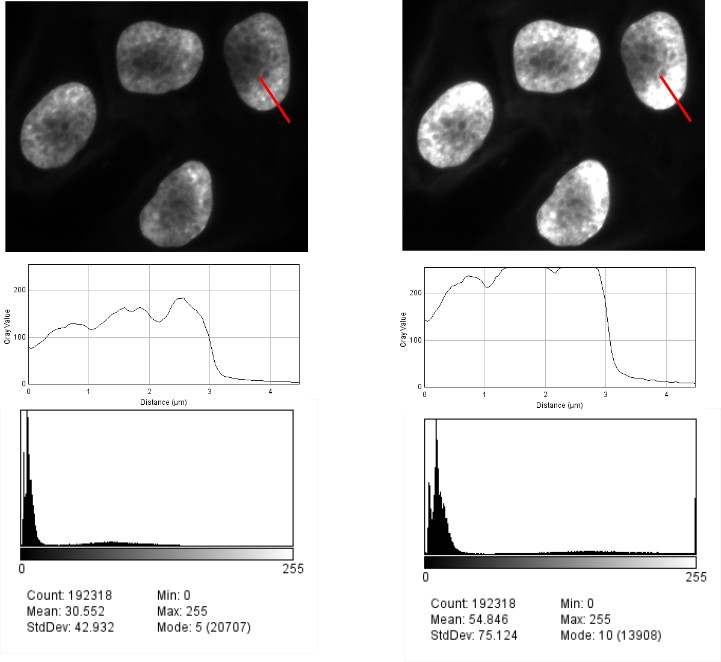 200
100
0
Gray Value
0 1 2 3 4
Distance (µm)
0 255
Count: 192318 Min: 0
Mean: 30.552 Max: 255
StdDev: 42.932 Mode: 5 (20707)
200
100
0
Gray Value
0 1 2 3 4
Distance (µm)
0 255
Count: 192318 Min: 0
Mean: 54.846 Max: 255
StdDev: 75.124 Mode: 10 (13908)